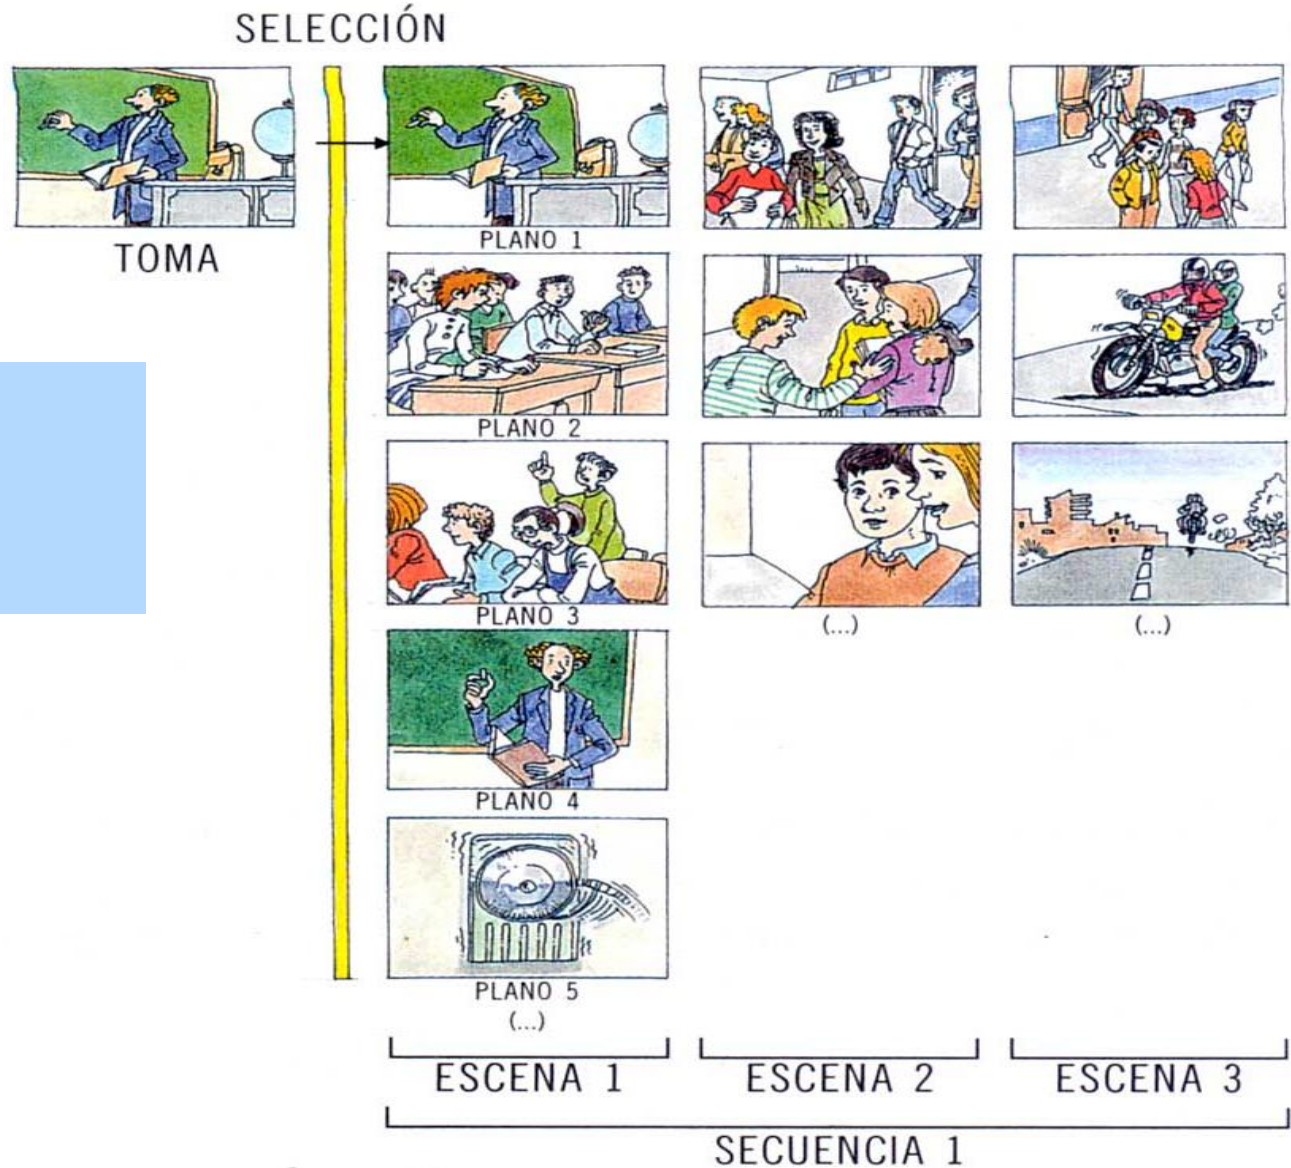 SELECCIÓN
TOMA
PLANO 1
PLANO 2
PLANO 3
(...)
(...)
PLANO 4
PLANO 5
(...)
ESCENA 1
ESCENA 2
ESCENA 3
SECUENCIA 1